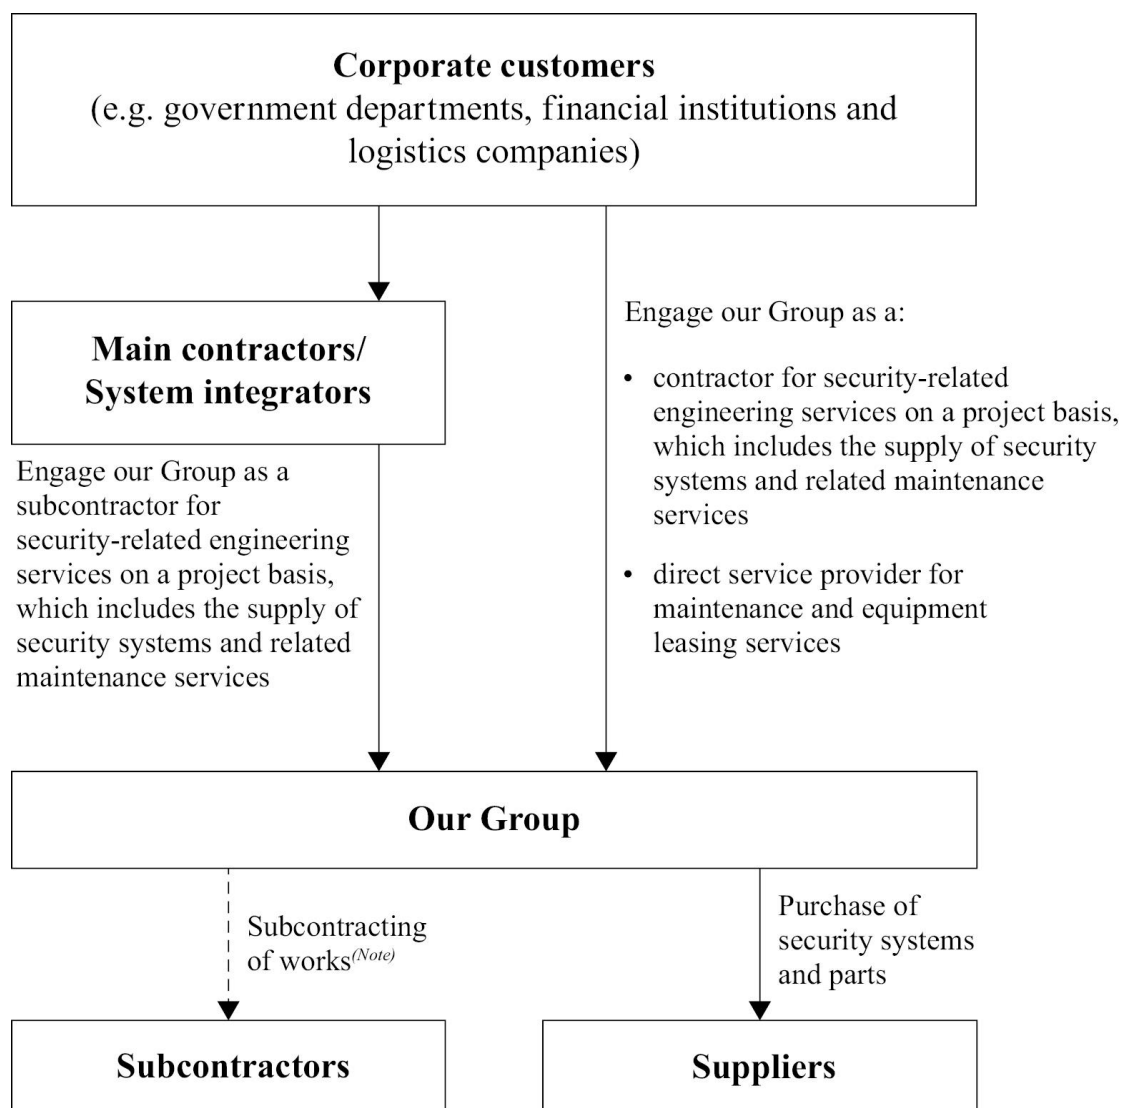 Corporate customers
(e.g. government departments, financial institutions and
logistics companies)
Main contractors/
System integrators
Engage our Group as a
subcontractor for
security-related engineering
services on a project basis,
which includes the supply of
security systems and related
maintenance services
Engage our Group as a:
• contractor for security-related
engineering services on a project basis,
which includes the supply of security
systems and related maintenance
services
• direct service provider for
maintenance and equipment
leasing services
Our Group
Subcontracting
of works(Note)
Purchase of
security systems
and parts
Subcontractors
Suppliers